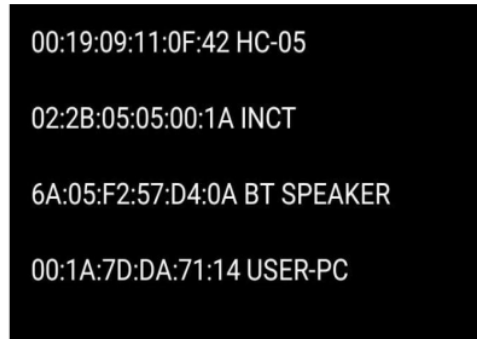 00:19:09:11:0F:42 HC-05
02:2B:05:05:00:1A INCT
6A:05:F2:57:D4:0A BT SPEAKER
00:1A:7D:DA:71:14 USER-PC